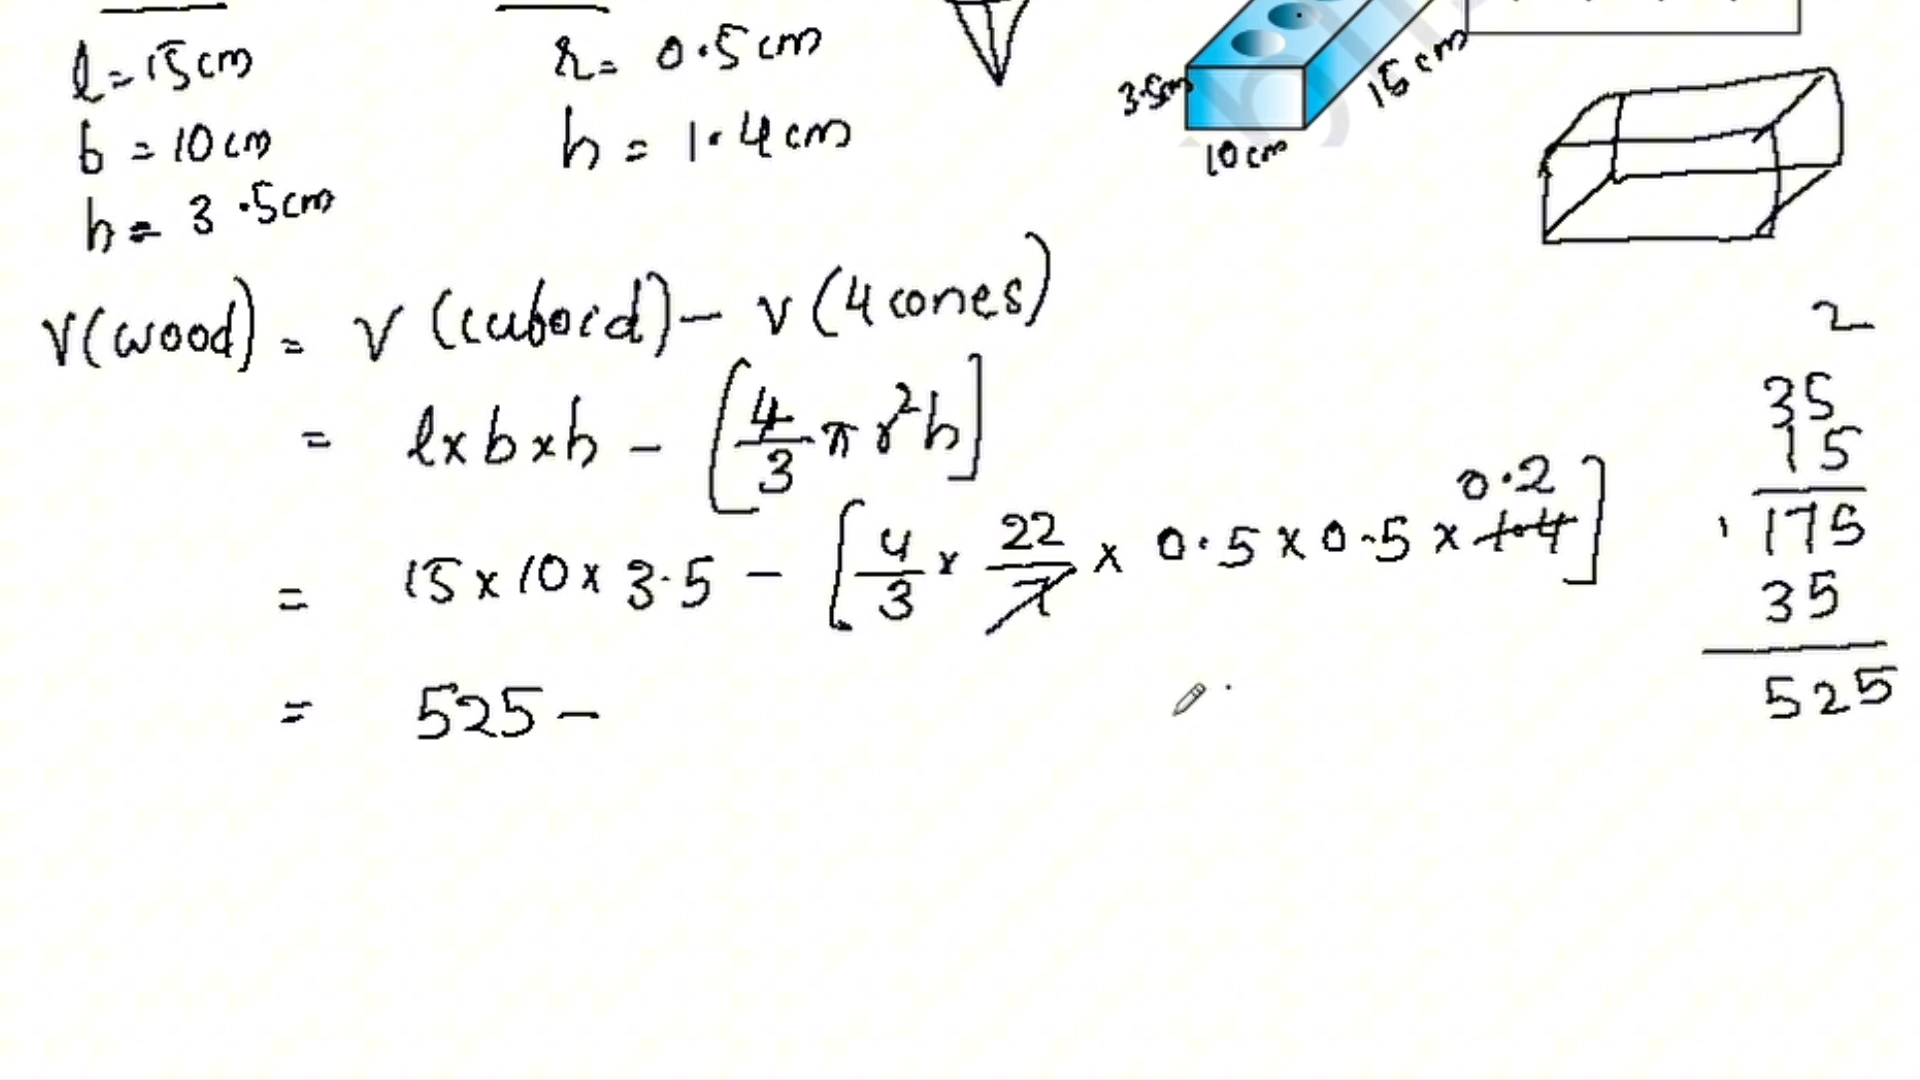 l = 15cm
b = 10cm
h = 3.5cm
r = 0.5cm
h = 1.4cm
3.5m
10cm
15cm
V(wood) = V (cuboid) - V (4 cones)
= l x b x h - [4/3 π r²h]
= 15 x 10 x 3.5 - [4/3 x 22/7 x 0.5 x 0.5 x 1.4]
0.2
= 525 -
2
35
15
1 175
35
525